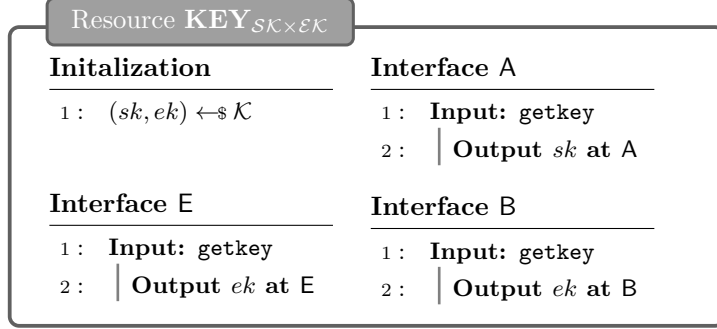 Resource KEY_{𝒮𝒦×ℰ𝒦}
Initalization
1 : (sk, ek) ←$ 𝒦
Interface A
1 : Input: getkey
2 : Output sk at A
Interface E
1 : Input: getkey
2 : Output ek at E
Interface B
1 : Input: getkey
2 : Output ek at B